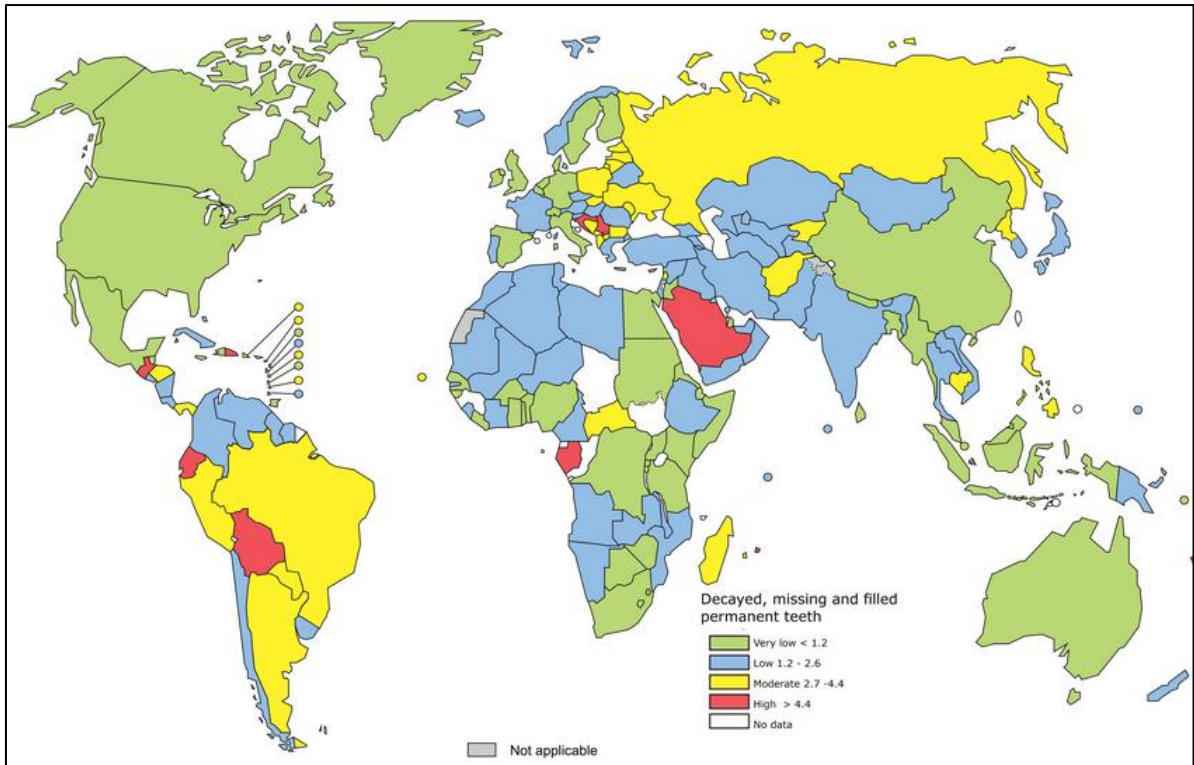 Decayed, missing and filled
permanent teeth
Very low < 1.2
Low 1.2 - 2.6
Moderate 2.7 -4.4
High > 4.4
No data
Not applicable